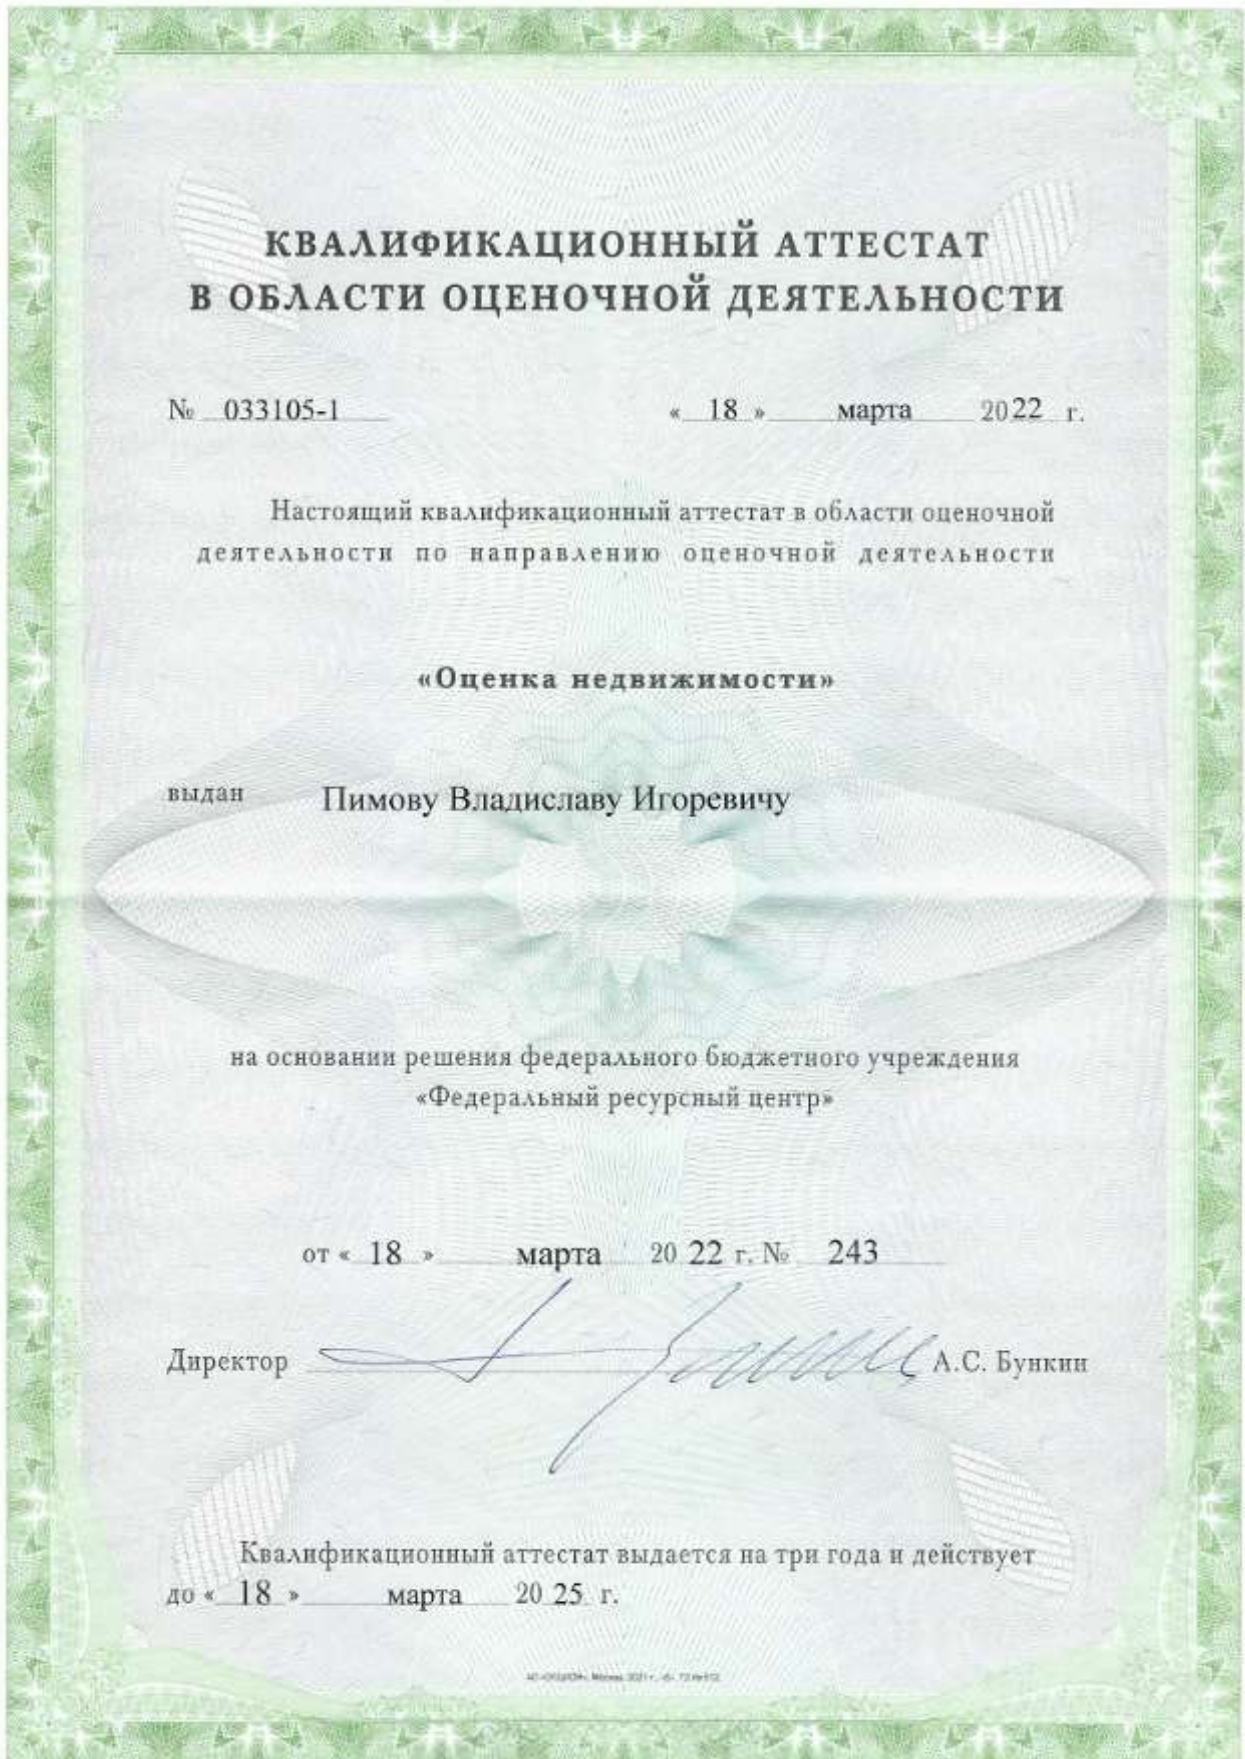 КВАЛИФИКАЦИОННЫЙ АТТЕСТАТ
В ОБЛАСТИ ОЦЕНОЧНОЙ ДЕЯТЕЛЬНОСТИ
№ 033105-1 « 18 » марта 2022 г.
Настоящий квалификационный аттестат в области оценочной
деятельности по направлению оценочной деятельности
«Оценка недвижимости»
выдан Пимову Владиславу Игоревичу
на основании решения федерального бюджетного учреждения
«Федеральный ресурсный центр»
от « 18 » марта 20 22 г. № 243
Директор А.С. Бункин
Квалификационный аттестат выдается на три года и действует
до « 18 » марта 20 25 г.
Москва, 2021 г.